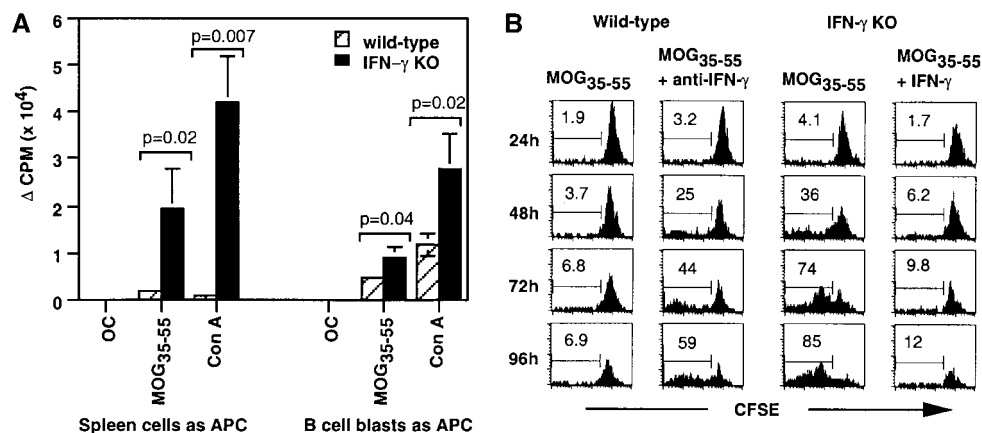 A
6
5
4
3
2
1
0
Δ CPM (x 10⁴)
p=0.007
p=0.02
p=0.02
p=0.04
wild-type
IFN-γ KO
OC
MOG35-55
Con A
OC
MOG35-55
Con A
Spleen cells as APC
B cell blasts as APC
B
Wild-type
IFN-γ KO
MOG35-55
MOG35-55 + anti-IFN-γ
MOG35-55
MOG35-55 + IFN-γ
24h
1.9
3.2
4.1
1.7
48h
3.7
25
36
6.2
72h
6.8
44
74
9.8
96h
6.9
59
85
12
CFSE